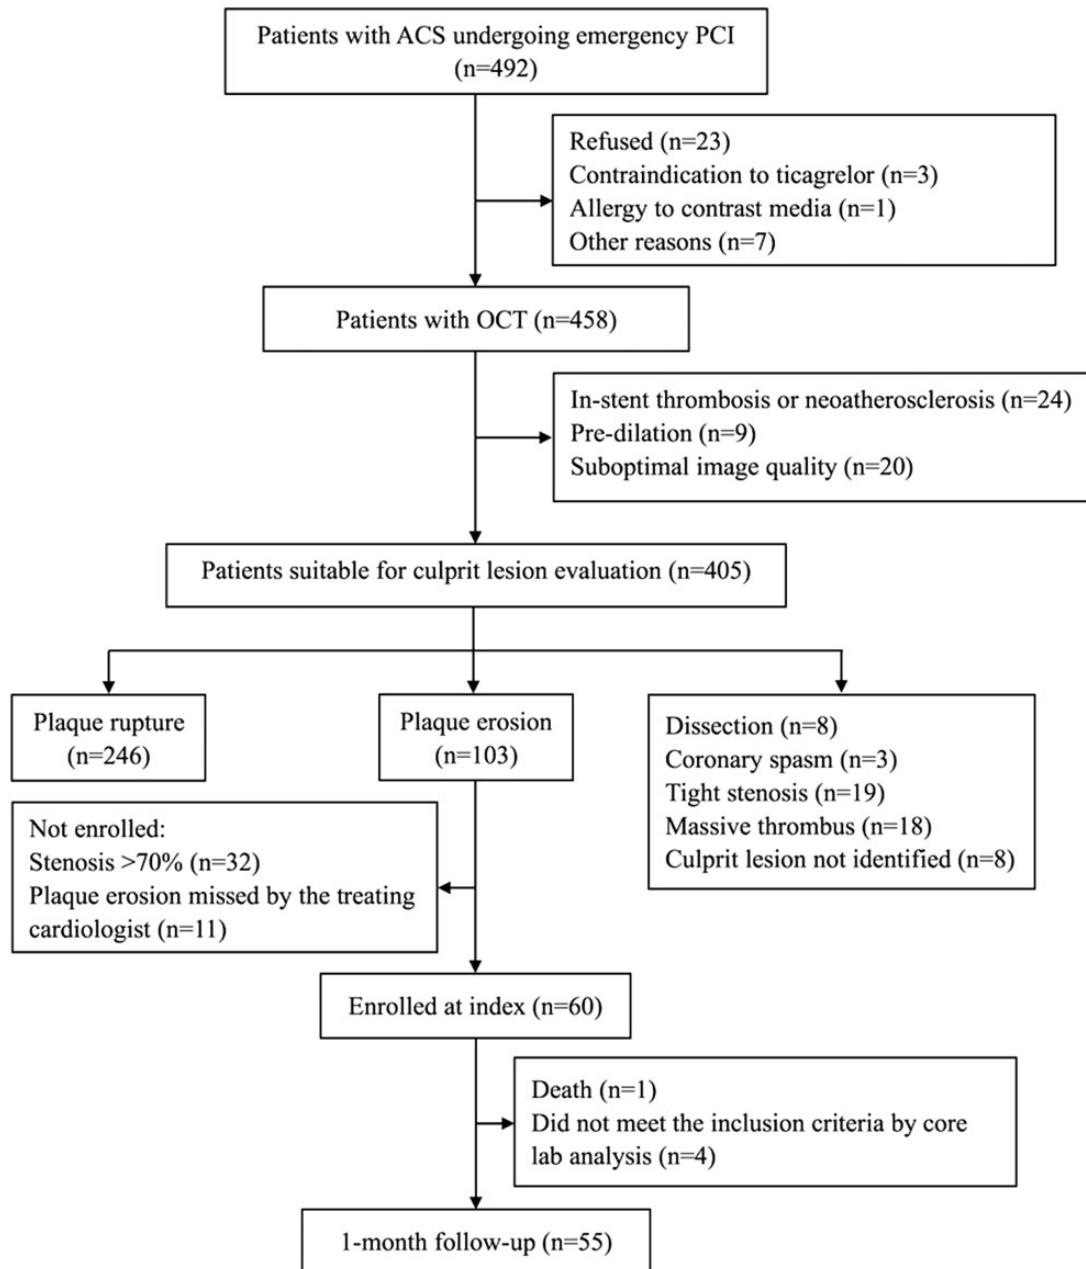 Patients with ACS undergoing emergency PCI
(n=492)
Refused (n=23)
Contraindication to ticagrelor (n=3)
Allergy to contrast media (n=1)
Other reasons (n=7)
Patients with OCT (n=458)
In-stent thrombosis or neoatherosclerosis (n=24)
Pre-dilation (n=9)
Suboptimal image quality (n=20)
Patients suitable for culprit lesion evaluation (n=405)
Plaque rupture
(n=246)
Plaque erosion
(n=103)
Dissection (n=8)
Coronary spasm (n=3)
Tight stenosis (n=19)
Massive thrombus (n=18)
Culprit lesion not identified (n=8)
Not enrolled:
Stenosis >70% (n=32)
Plaque erosion missed by the treating
cardiologist (n=11)
Enrolled at index (n=60)
Death (n=1)
Did not meet the inclusion criteria by core
lab analysis (n=4)
1-month follow-up (n=55)